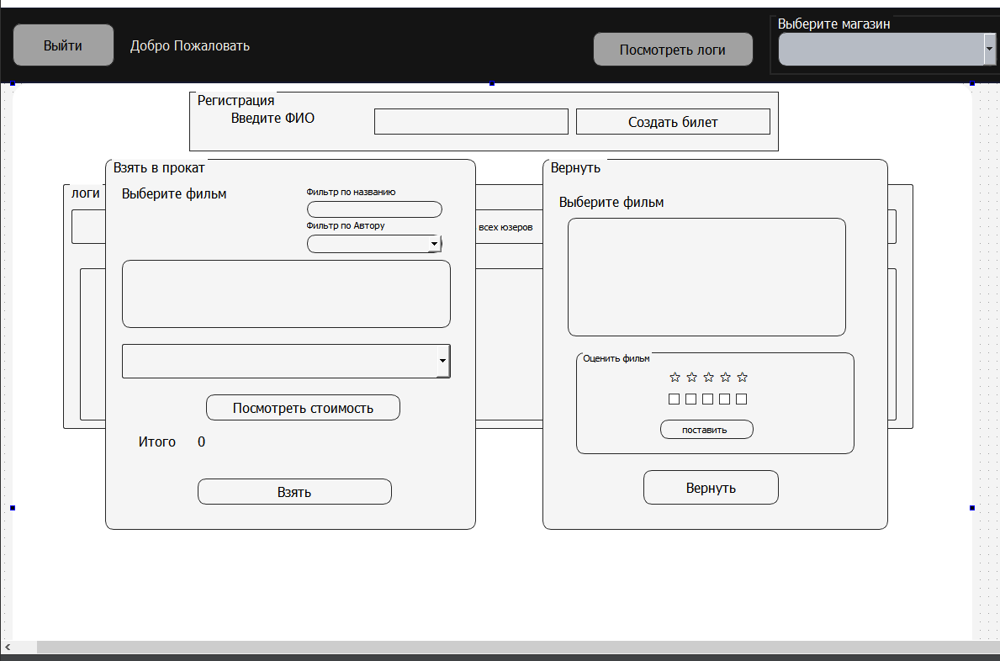 Выйти
Добро Пожаловать
Посмотреть логи
Выберите магазин
Регистрация
Введите ФИО
Создать билет
Взять в прокат
Выберите фильм
Фильтр по названию
Фильтр по Автору
Посмотреть стоимость
Итого 0
Взять
логи
всех юзеров
Вернуть
Выберите фильм
Оценить фильм
☆ ☆ ☆ ☆ ☆
поставить
Вернуть